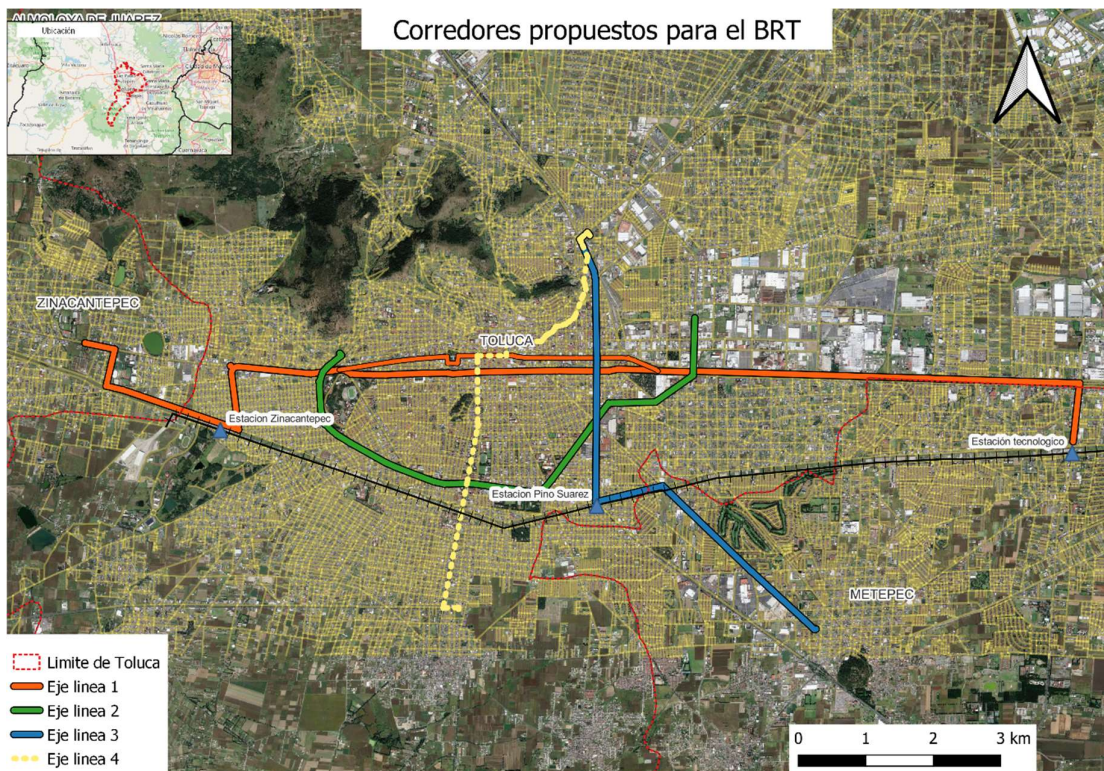 Corredores propuestos para el BRT
ALMOLOYA DE JUAREZ
Ubicación
ZINACANTEPEC
TOLUCA
Estacion Zinacantepec
Estación tecnologico
Estacion Pino Suarez
METEPEC
Limite de Toluca
Eje linea 1
Eje linea 2
Eje linea 3
Eje linea 4
0 1 2 3 km